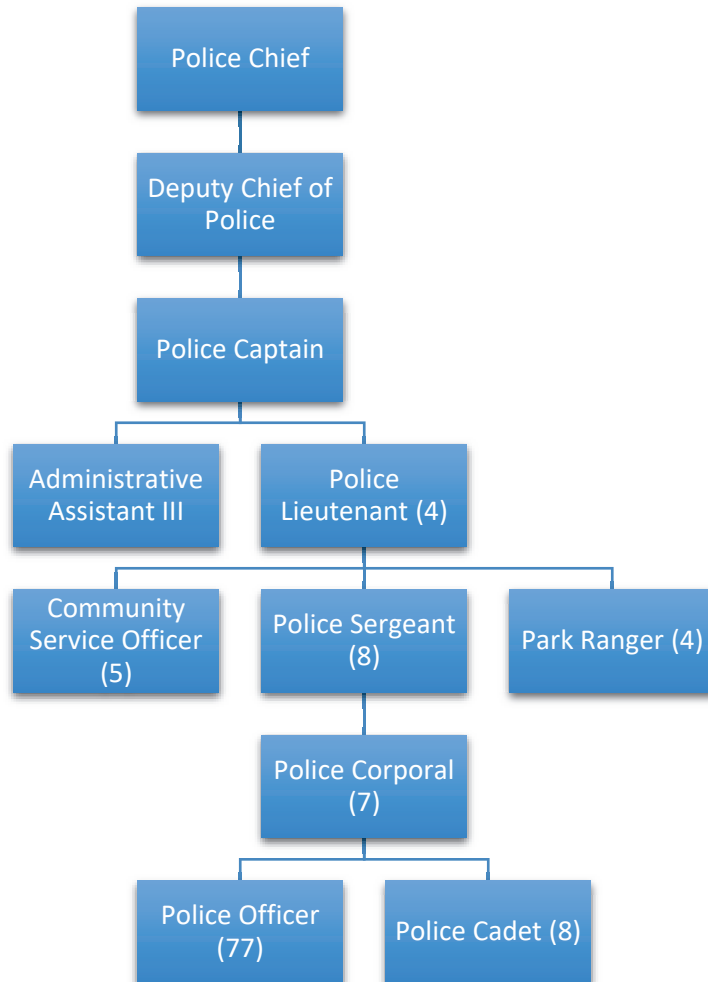 Police Chief
Deputy Chief of
Police
Police Captain
Administrative
Assistant III
Police
Lieutenant (4)
Community
Service Officer
(5)
Police Sergeant
(8)
Park Ranger (4)
Police Corporal
(7)
Police Officer
(77)
Police Cadet (8)